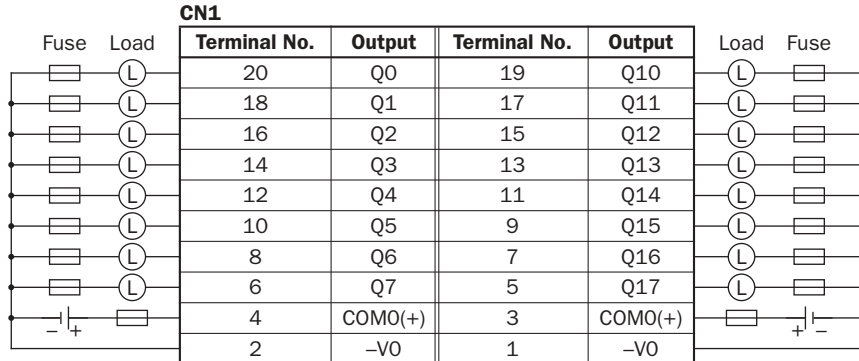 CN1
Fuse Load Terminal No. Output Terminal No. Output Load Fuse
L 20 Q0 19 Q10 L
L 18 Q1 17 Q11 L
L 16 Q2 15 Q12 L
L 14 Q3 13 Q13 L
L 12 Q4 11 Q14 L
L 10 Q5 9 Q15 L
L 8 Q6 7 Q16 L
L 6 Q7 5 Q17 L
− + 4 COM0(+) 3 COM0(+) + −
2 –V0 1 –V0